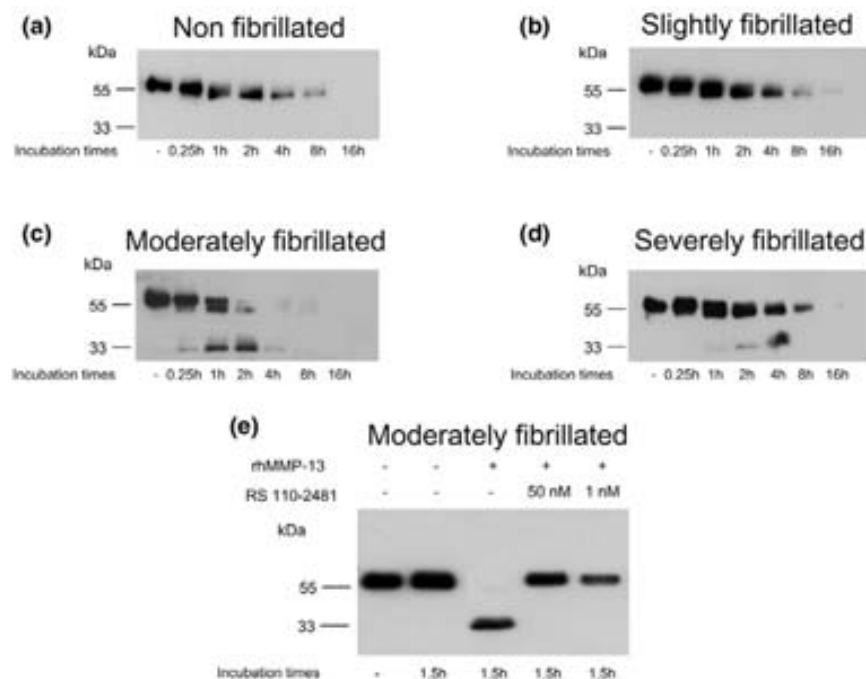 (a) Non fibrillated
kDa
55
33
Incubation times - 0.25h 1h 2h 4h 8h 16h
(b) Slightly fibrillated
kDa
55
33
Incubation times - 0.25h 1h 2h 4h 8h 16h
(c) Moderately fibrillated
kDa
55
33
Incubation times - 0.25h 1h 2h 4h 8h 16h
(d) Severely fibrillated
kDa
55
33
Incubation times - 0.25h 1h 2h 4h 8h 16h
(e) Moderately fibrillated
rhMMP-13 - - + + +
RS 110-2481 - - - 50 nM 1 nM
kDa
55
33
Incubation times - 1.5h 1.5h 1.5h 1.5h